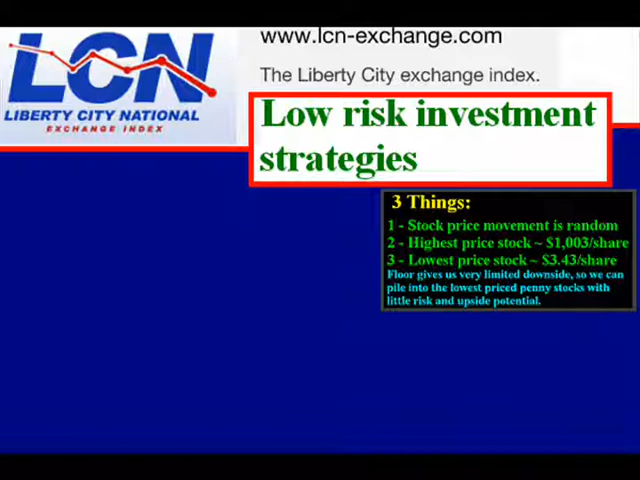 LCN
LIBERTY CITY NATIONAL
EXCHANGE INDEX
www.lcn-exchange.com
The Liberty City exchange index.
Low risk investment
strategies
3 Things:
1 - Stock price movement is random
2 - Highest price stock ~ $1,003/share
3 - Lowest price stock ~ $3.43/share
Floor gives us very limited downside, so we can
pile into the lowest priced penny stocks with
little risk and upside potential.